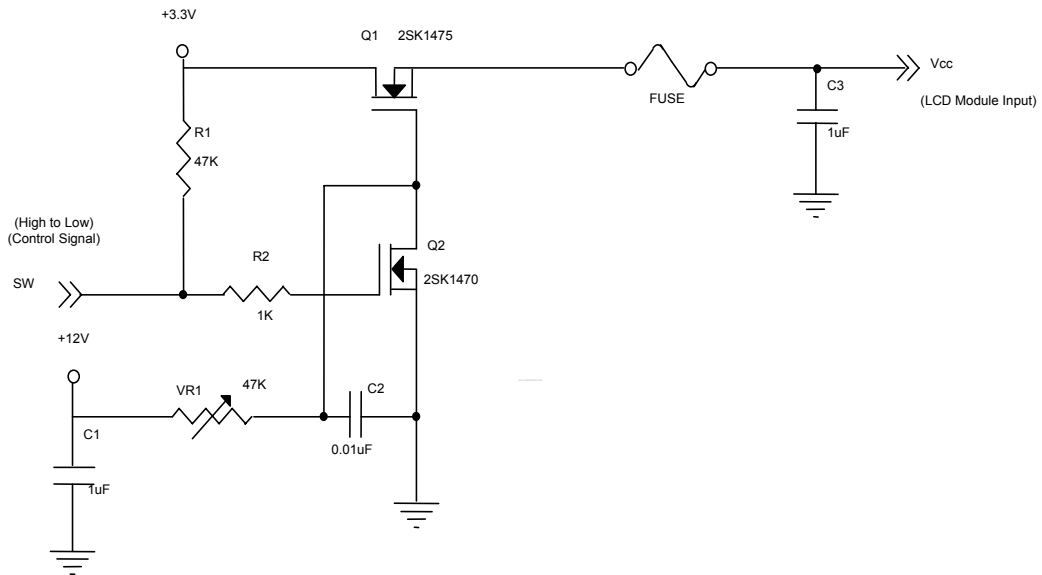 +3.3V
Q1 2SK1475
Vcc
FUSE
C3
(LCD Module Input)
R1
1uF
47K
(High to Low)
(Control Signal)
Q2
R2
SW
2SK1470
1K
+12V
VR1
47K
C2
C1
0.01uF
1uF